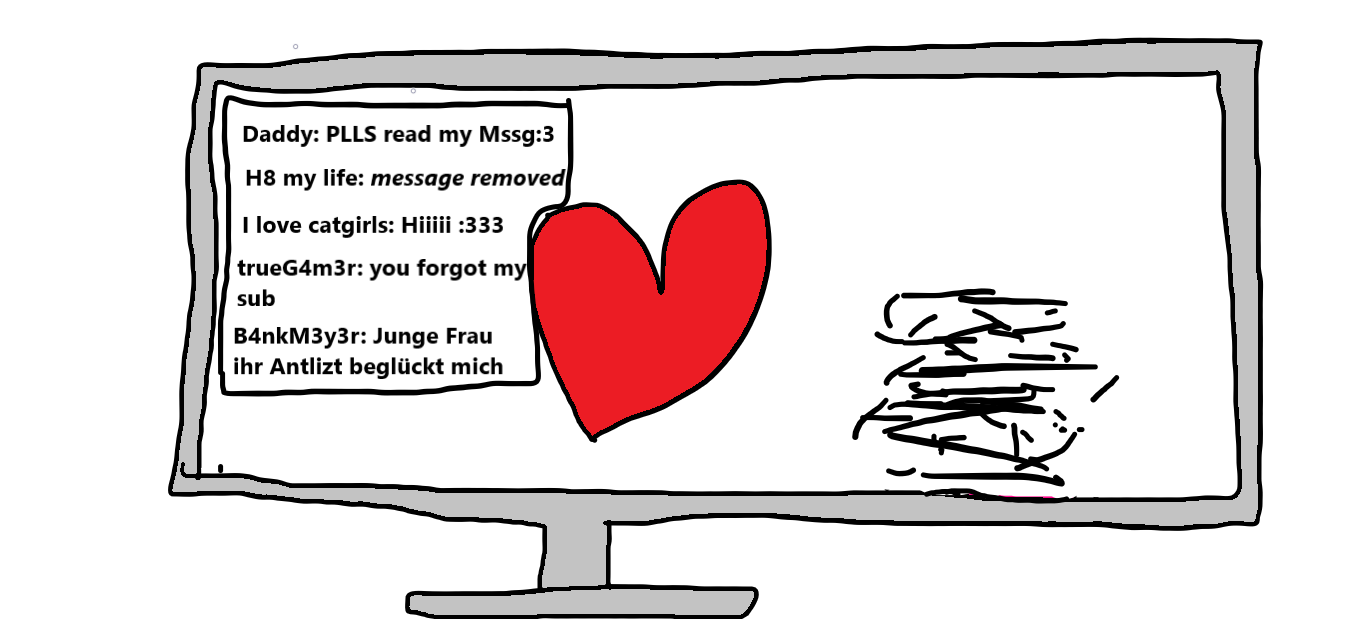 Daddy: PLLS read my Mssg:3
H8 my life: message removed
I love catgirls: Hiiiii :333
trueG4m3r: you forgot my
sub
B4nkM3y3r: Junge Frau
ihr Antlizt beglückt mich